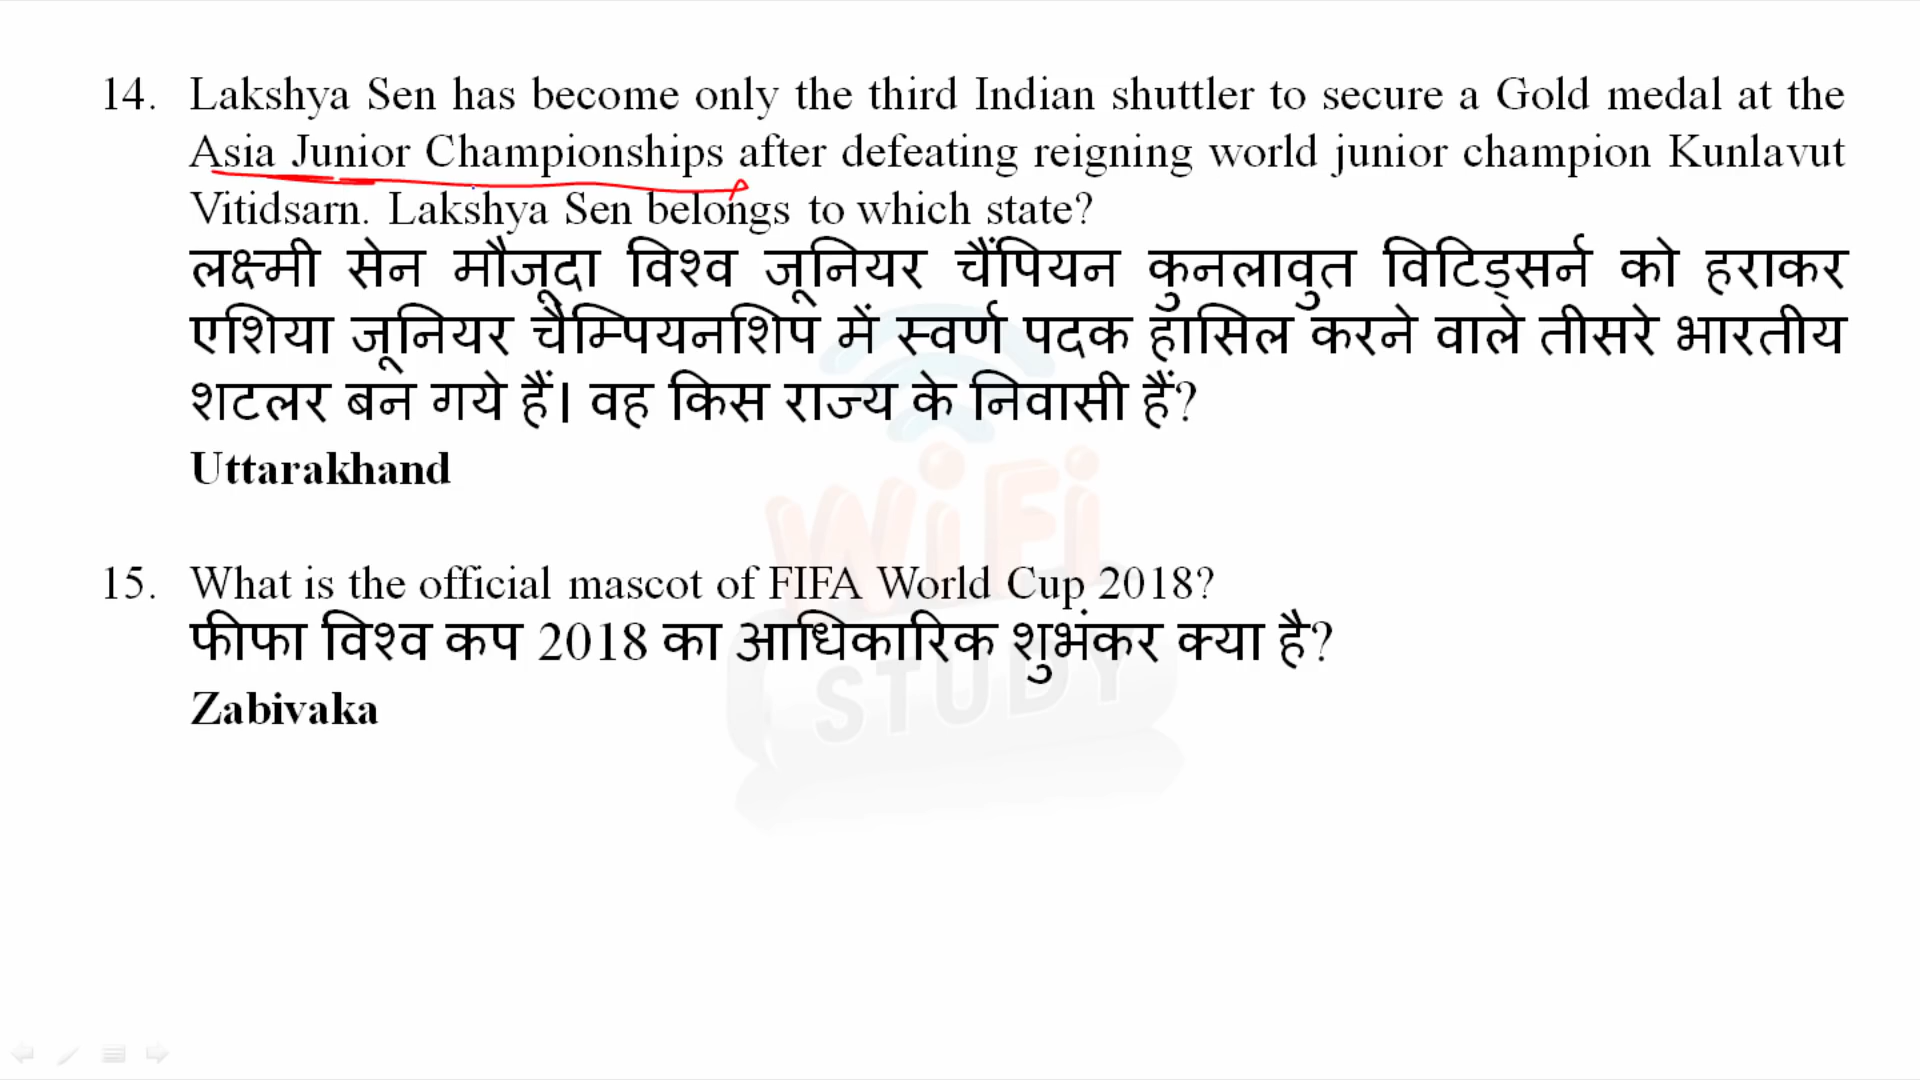 14. Lakshya Sen has become only the third Indian shuttler to secure a Gold medal at the
Asia Junior Championships after defeating reigning world junior champion Kunlavut
Vitidsarn. Lakshya Sen belongs to which state?
लक्ष्मी सेन मौजूदा विश्व जूनियर चैंपियन कुनलावुत विटिड्सर्न को हराकर
एशिया जूनियर चैम्पियनशिप में स्वर्ण पदक हासिल करने वाले तीसरे भारतीय
शटलर बन गये हैं। वह किस राज्य के निवासी हैं?
Uttarakhand
WiFi
15. What is the official mascot of FIFA World Cup 2018?
फीफा विश्व कप 2018 का आधिकारिक शुभंकर क्या है?
STUDY
Zabivaka